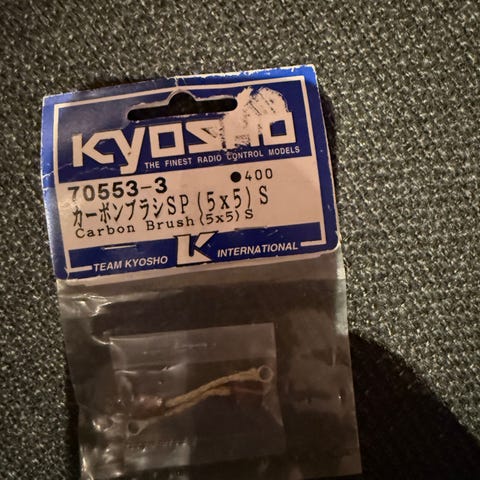 KYOSHO
THE FINEST RADIO CONTROL MODELS
70553-3 ●400
カーボンブラシSP(5x5)S
Carbon Brush(5x5)S
TEAM KYOSHO K INTERNATIONAL